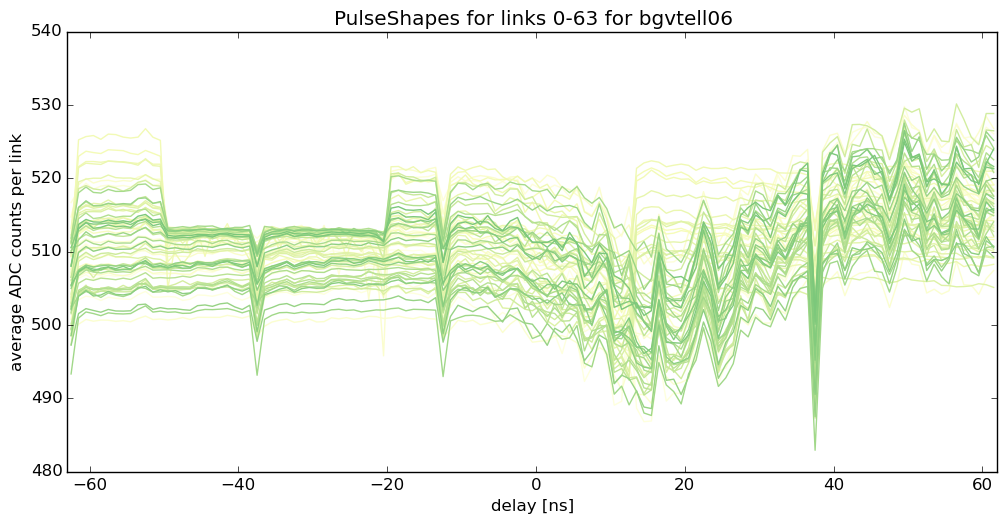 PulseShapes for links 0-63 for bgvtell06
540
530
520
510
500
490
480
average ADC counts per link
−60 −40 −20 0 20 40 60
delay [ns]